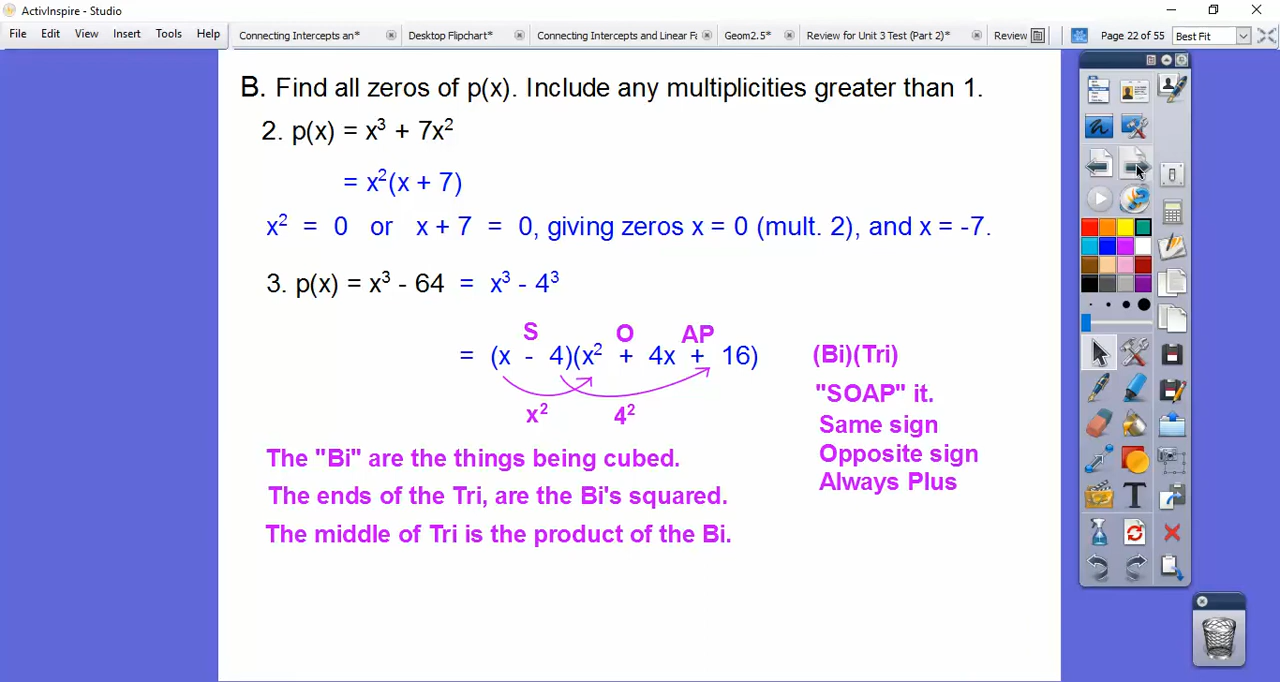 ActivInspire - Studio
File Edit View Insert Tools Help Connecting Intercepts an* Desktop Flipchart* Connecting Intercepts and Linear Fa Geom2.5* Review for Unit 3 Test (Part 2)* Review Page 22 of 55 Best Fit
B. Find all zeros of p(x). Include any multiplicities greater than 1.
2. p(x) = x³ + 7x²
= x²(x + 7)
x² = 0 or x + 7 = 0, giving zeros x = 0 (mult. 2), and x = -7.
3. p(x) = x³ - 64 = x³ - 4³
S O AP
= (x - 4)(x² + 4x + 16) (Bi)(Tri)
"SOAP" it.
x² 4²
Same sign
Opposite sign
The "Bi" are the things being cubed.
Always Plus
The ends of the Tri, are the Bi's squared.
The middle of Tri is the product of the Bi.